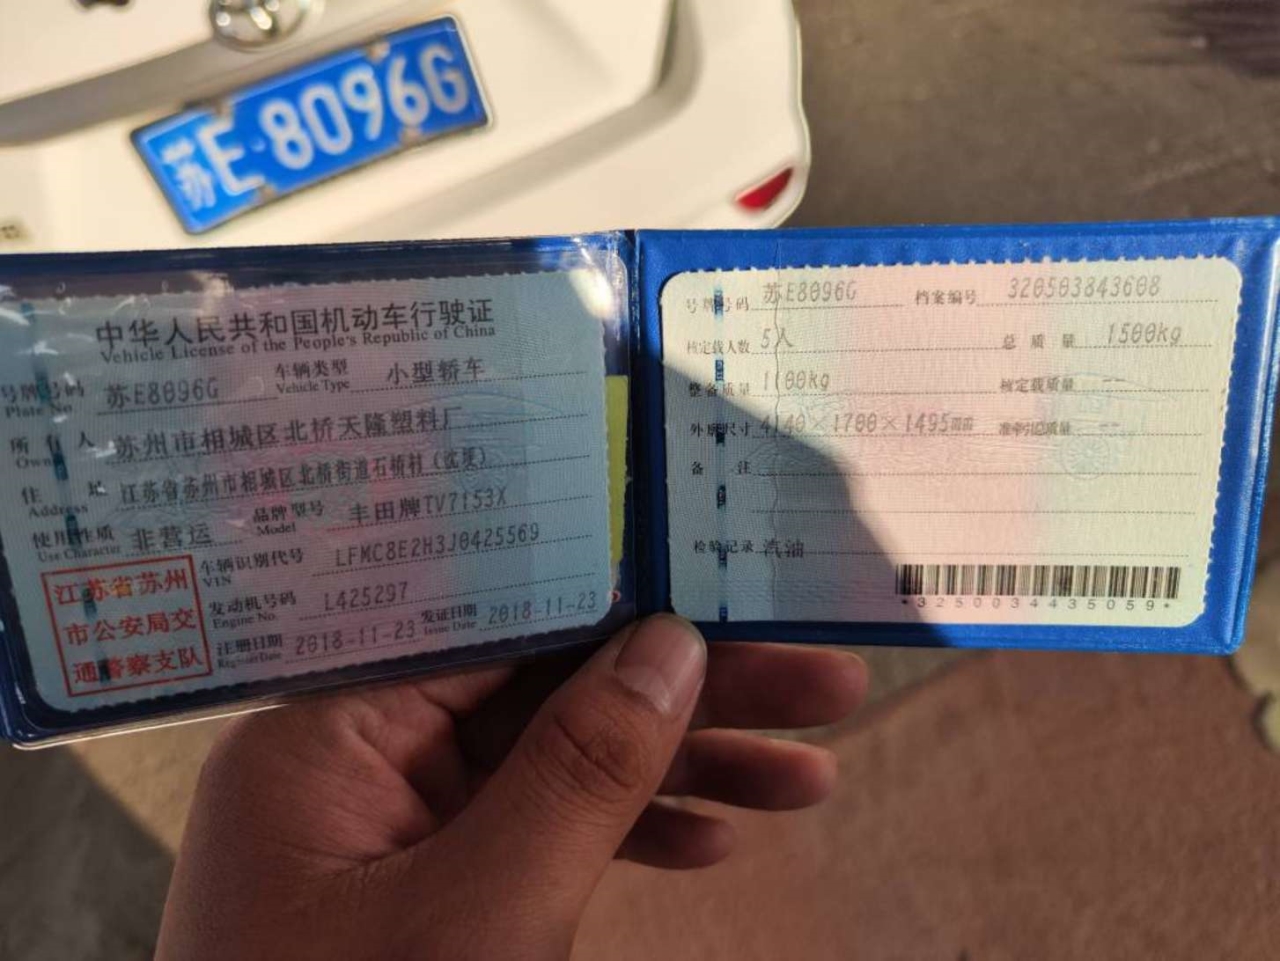 苏E·8096G
中华人民共和国机动车行驶证
Vehicle License of the People's Republic of China
号牌号码 苏E8096G 车辆类型 小型轿车
Plate No. Vehicle Type
所有人 苏州市相城区北桥天隆塑料厂
Owner
住址 江苏省苏州市相城区北桥街道石桥村
Address
使用性质 非营运 品牌型号 丰田牌TV7153X
Use Character Model
车辆识别代号 LFMC8E2H3J0425569
VIN
发动机号码 L425297
Engine No.
注册日期 2018-11-23 发证日期 2018-11-23
Register Date Issue Date
江苏省苏州
市公安局交
通警察支队
号牌号码 苏E8096G 档案编号 320503843608
核定载人数 5人 总质量 1500kg
整备质量 1100kg 核定载质量 --
外廓尺寸 4140×1700×1495mm 准牵引总质量 --
备注
检验记录 汽油
*3250034435059*